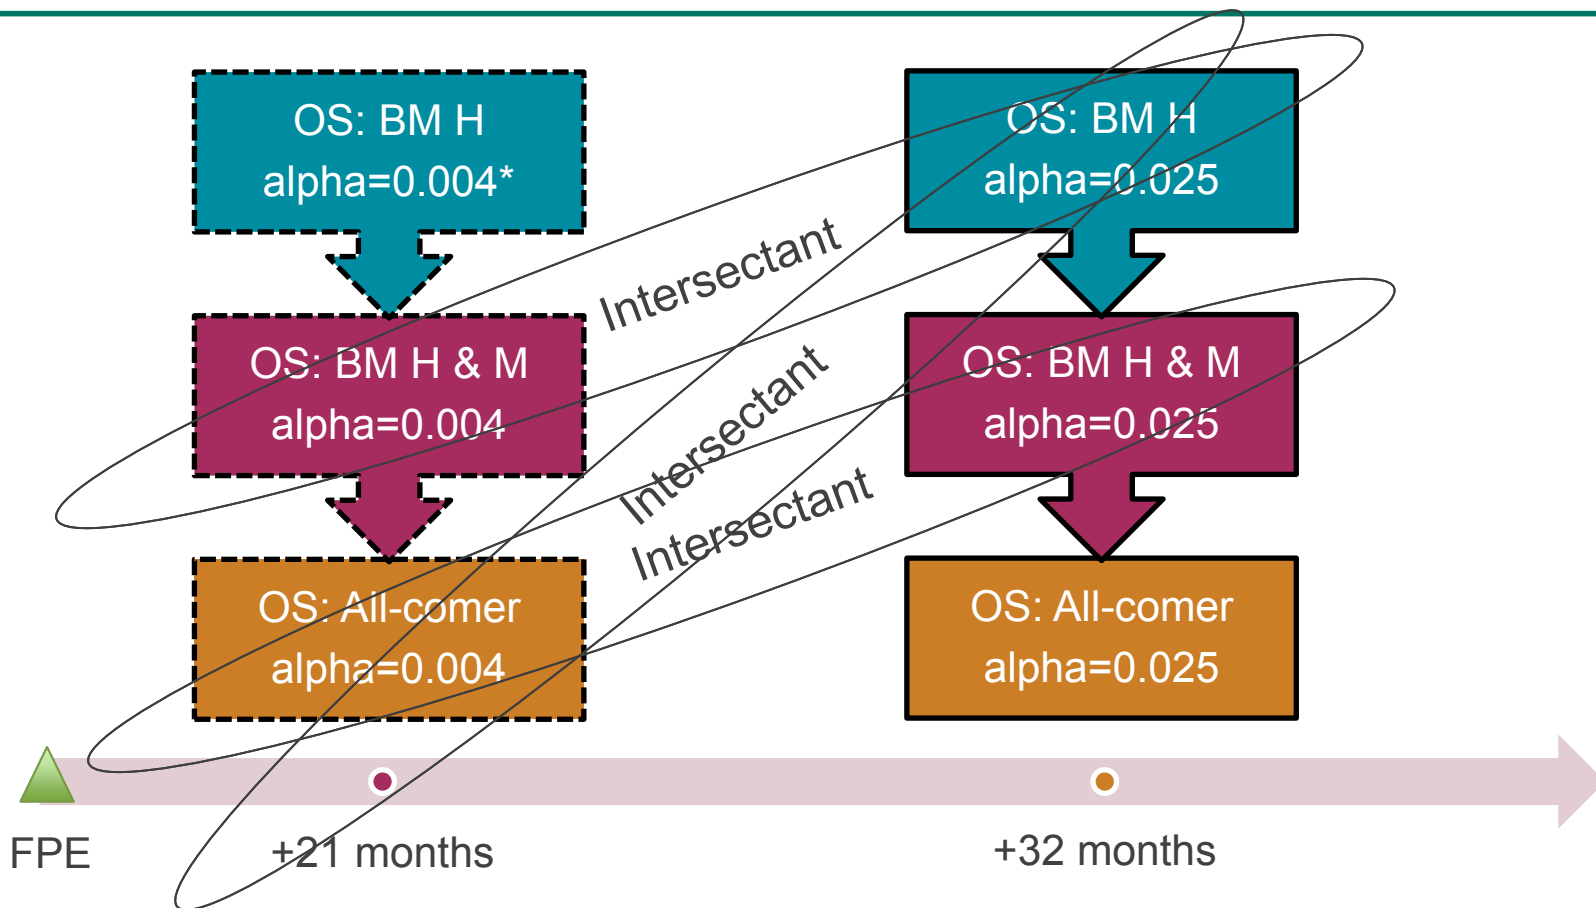 OS: BM H
alpha=0.004*
OS: BM H
alpha=0.025
Intersectant
OS: BM H & M
alpha=0.004
Intersectant
OS: BM H & M
alpha=0.025
Intersectant
OS: All-comer
alpha=0.004
OS: All-comer
alpha=0.025
FPE
+21 months
+32 months